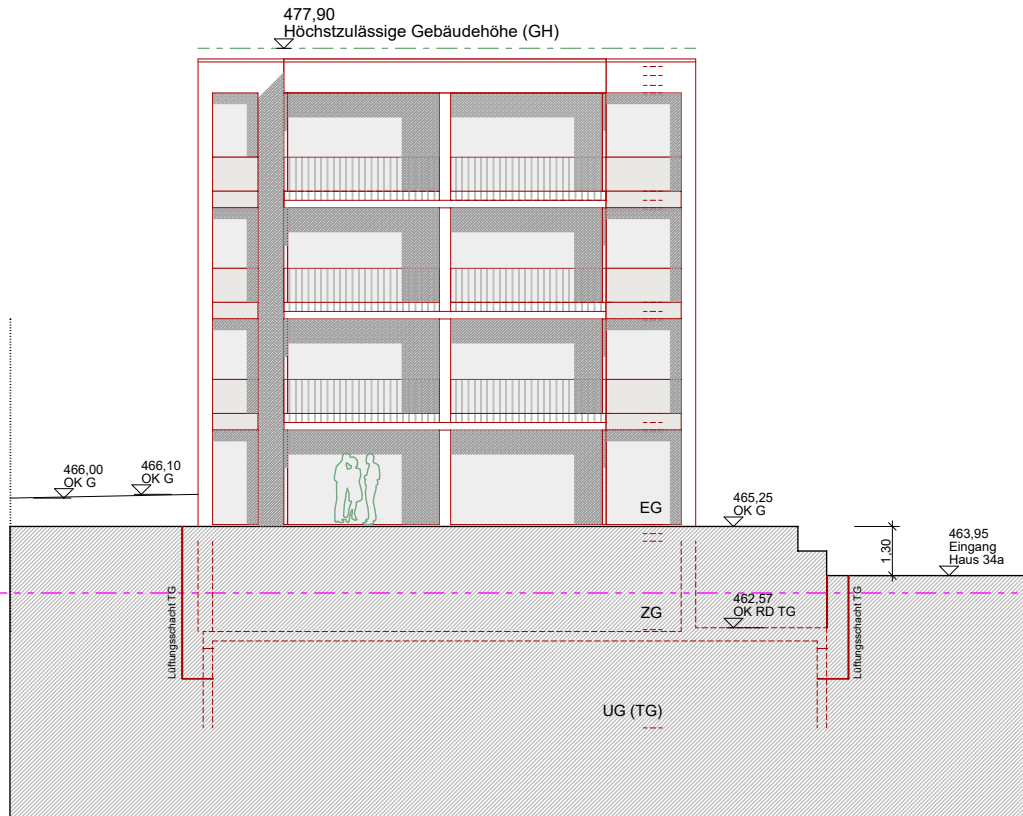 477,90
Höchstzulässige Gebäudehöhe (GH)
466,00
OK G
466,10
OK G
EG
465,25
OK G
1,30
463,95
Eingang
Haus 34a
Lüftungsschacht TG
ZG
462,57
OK RD TG
Lüftungsschacht TG
UG (TG)